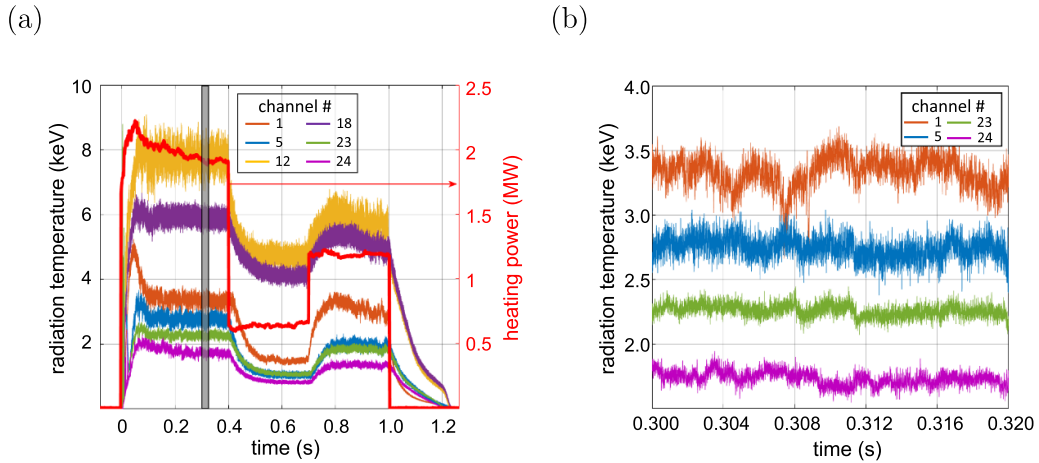 (a)
(b)
radiation temperature (keV)
10
8
6
4
2
2.5
2
1.5
1
0.5
heating power (MW)
channel #
1 18
5 23
12 24
0 0.2 0.4 0.6 0.8 1.0 1.2
time (s)
radiation temperature (keV)
4.0
3.5
3.0
2.5
2.0
channel #
1 23
5 24
0.300 0.304 0.308 0.312 0.316 0.320
time (s)